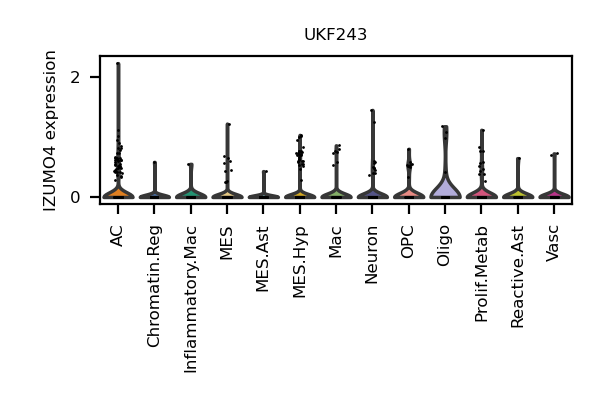 UKF243
IZUMO4 expression
2
0
AC
Chromatin.Reg
Inflammatory.Mac
MES
MES.Ast
MES.Hyp
Mac
Neuron
OPC
Oligo
Prolif.Metab
Reactive.Ast
Vasc